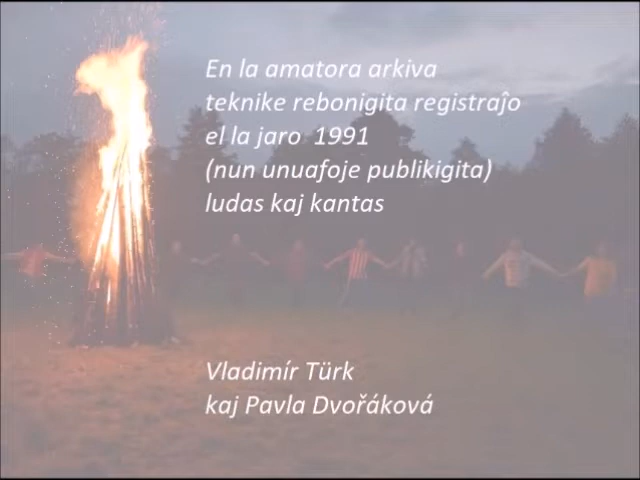 En la amatora arkiva
teknike rebonigita registraĵo
el la jaro 1991
(nun unuafoje publikigita)
ludas kaj kantas
Vladimír Türk
kaj Pavla Dvořáková